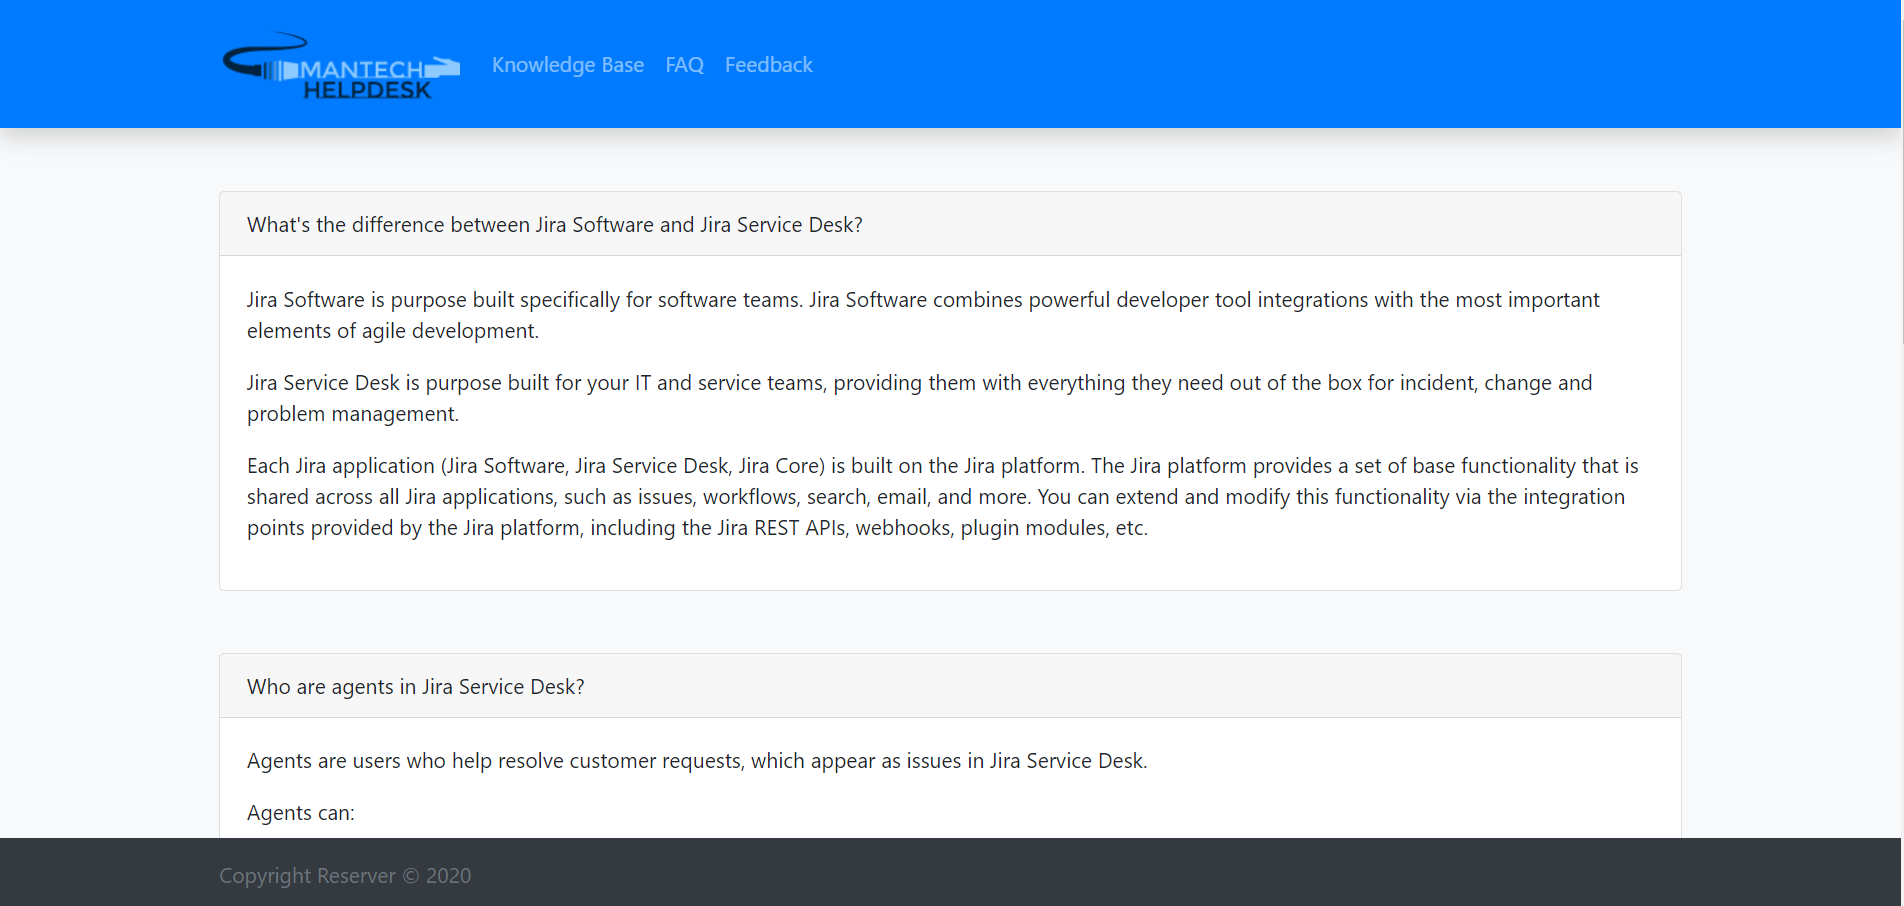 MANTECH
HELPDESK
Knowledge Base FAQ Feedback
What's the difference between Jira Software and Jira Service Desk?
Jira Software is purpose built specifically for software teams. Jira Software combines powerful developer tool integrations with the most important
elements of agile development.
Jira Service Desk is purpose built for your IT and service teams, providing them with everything they need out of the box for incident, change and
problem management.
Each Jira application (Jira Software, Jira Service Desk, Jira Core) is built on the Jira platform. The Jira platform provides a set of base functionality that is
shared across all Jira applications, such as issues, workflows, search, email, and more. You can extend and modify this functionality via the integration
points provided by the Jira platform, including the Jira REST APIs, webhooks, plugin modules, etc.
Who are agents in Jira Service Desk?
Agents are users who help resolve customer requests, which appear as issues in Jira Service Desk.
Agents can:
Copyright Reserver © 2020